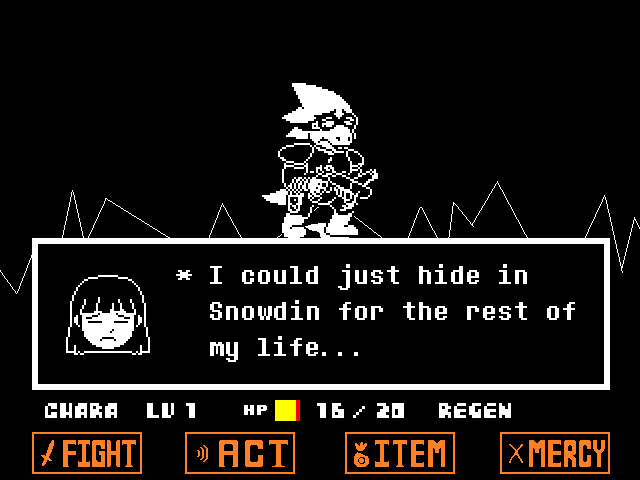 * I could just hide in
Snowdin for the rest of
my life...
CHARA LV 1 HP 16 / 20 REGEN
FIGHT ACT ITEM MERCY